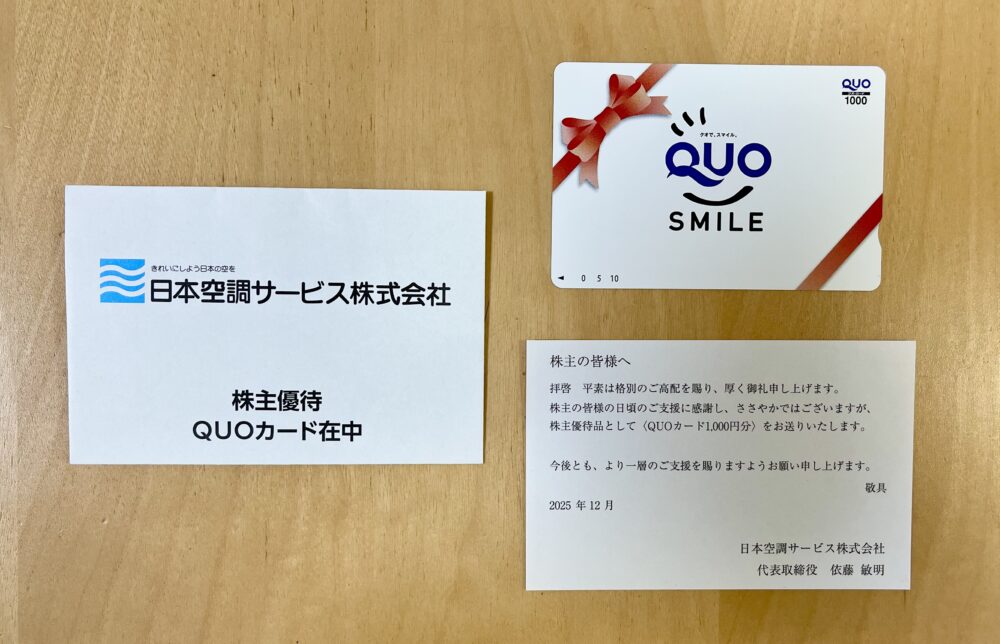 きれいにしよう日本の空を
日本空調サービス株式会社
株主優待
QUOカード在中
QUO
1000
クオで、スマイル。
QUO
SMILE
0 5 10
株主の皆様へ
拝啓　平素は格別のご高配を賜り、厚く御礼申し上げます。
株主の皆様の日頃のご支援に感謝し、ささやかではございますが、
株主優待品として〈QUOカード1,000円分〉をお送りいたします。
今後とも、より一層のご支援を賜りますようお願い申し上げます。
敬具
2025 年 12 月
日本空調サービス株式会社
代表取締役　依藤 敏明